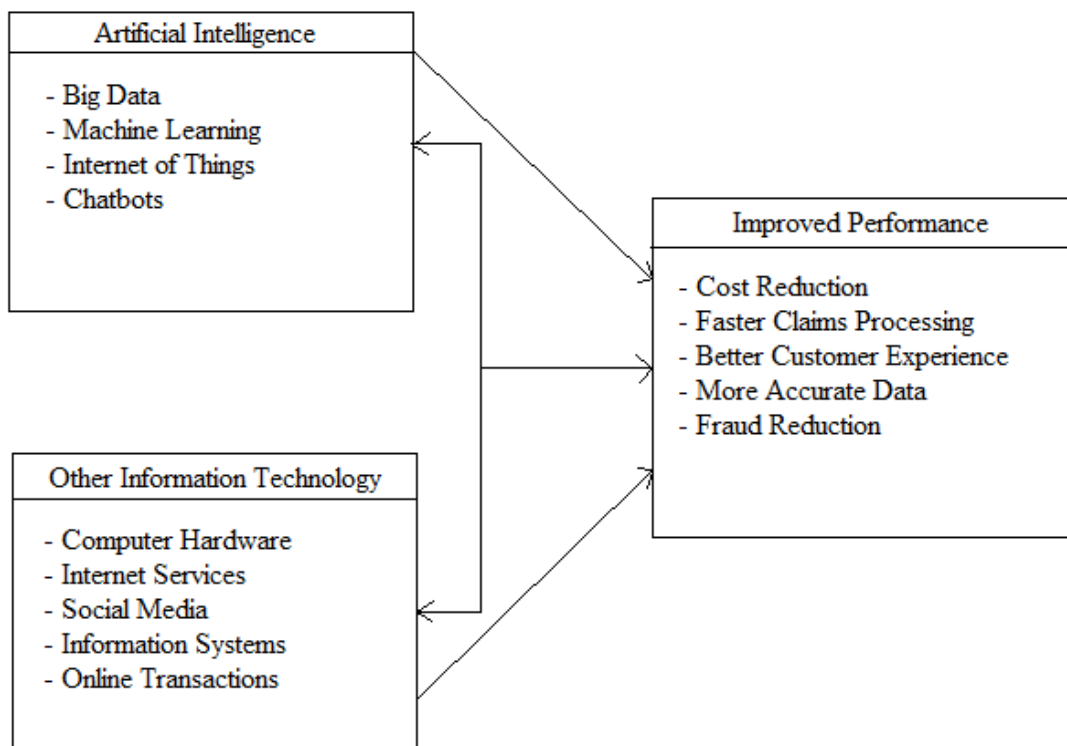 Artificial Intelligence
- Big Data
- Machine Learning
- Internet of Things
- Chatbots
Improved Performance
- Cost Reduction
- Faster Claims Processing
- Better Customer Experience
- More Accurate Data
- Fraud Reduction
Other Information Technology
- Computer Hardware
- Internet Services
- Social Media
- Information Systems
- Online Transactions